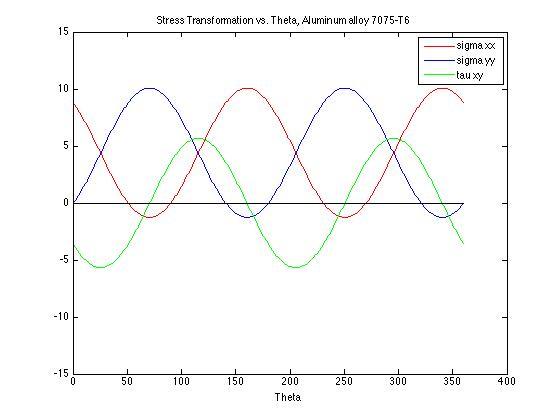 Stress Transformation vs. Theta, Aluminum alloy 7075-T6
15
sigma xx
sigma yy
tau xy
10
5
0
-5
-10
-15
0 50 100 150 200 250 300 350 400
Theta